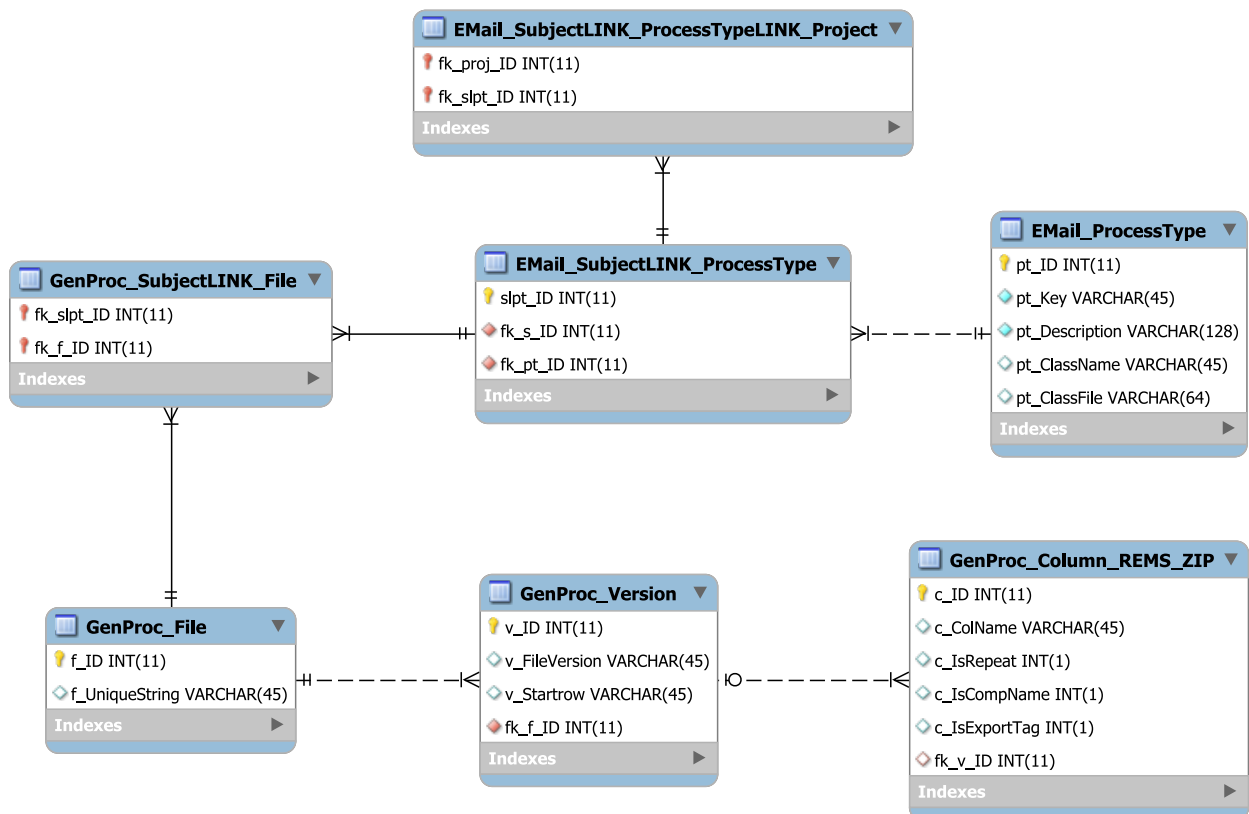 EMail_SubjectLINK_ProcessTypeLINK_Project
fk_proj_ID INT(11)
fk_slpt_ID INT(11)
Indexes
EMail_ProcessType
pt_ID INT(11)
pt_Key VARCHAR(45)
pt_Description VARCHAR(128)
pt_ClassName VARCHAR(45)
pt_ClassFile VARCHAR(64)
Indexes
EMail_SubjectLINK_ProcessType
slpt_ID INT(11)
fk_s_ID INT(11)
fk_pt_ID INT(11)
Indexes
GenProc_SubjectLINK_File
fk_slpt_ID INT(11)
fk_f_ID INT(11)
Indexes
GenProc_File
f_ID INT(11)
f_UniqueString VARCHAR(45)
Indexes
GenProc_Version
v_ID INT(11)
v_FileVersion VARCHAR(45)
v_Startrow VARCHAR(45)
fk_f_ID INT(11)
Indexes
GenProc_Column_REMS_ZIP
c_ID INT(11)
c_ColName VARCHAR(45)
c_IsRepeat INT(1)
c_IsCompName INT(1)
c_IsExportTag INT(1)
fk_v_ID INT(11)
Indexes